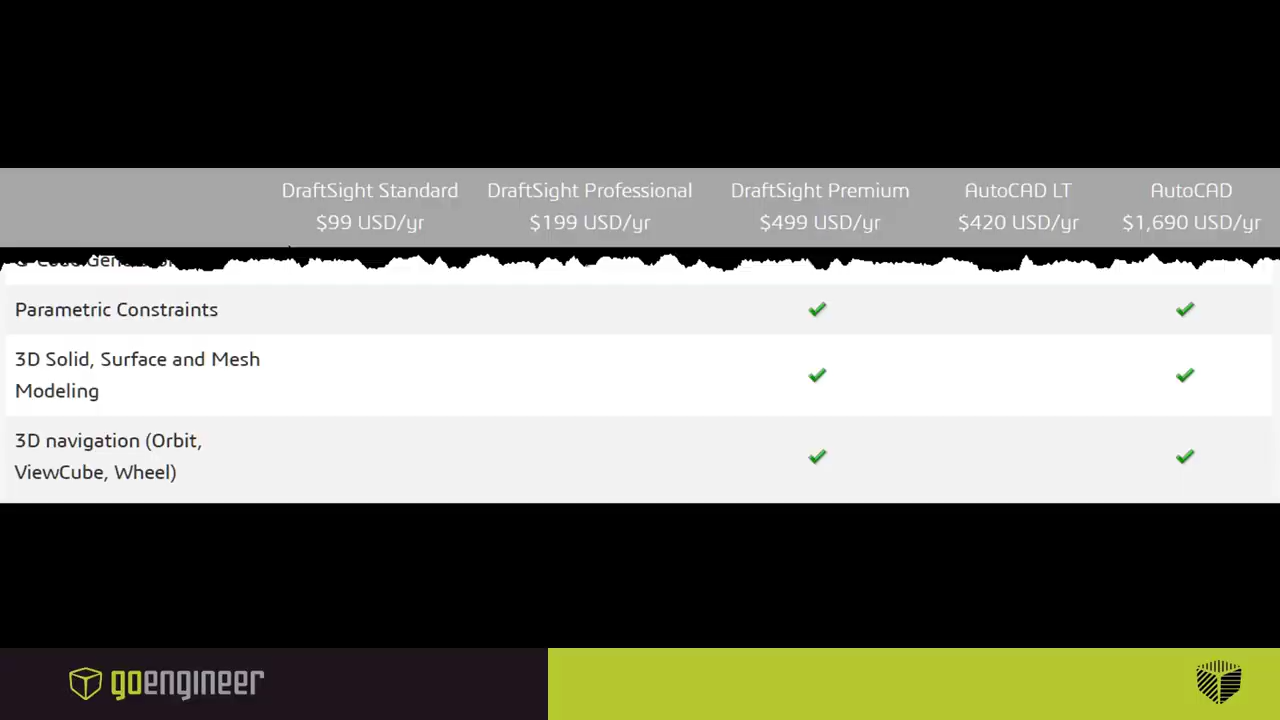 DraftSight Standard DraftSight Professional DraftSight Premium AutoCAD LT AutoCAD
$99 USD/yr $199 USD/yr $499 USD/yr $420 USD/yr $1,690 USD/yr
Parametric Constraints
3D Solid, Surface and Mesh
Modeling
3D navigation (Orbit,
ViewCube, Wheel)
goengineer